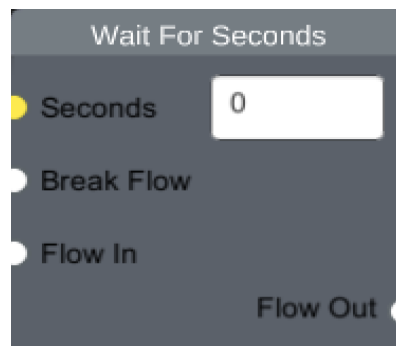 Wait For Seconds
Seconds 0
Break Flow
Flow In
Flow Out